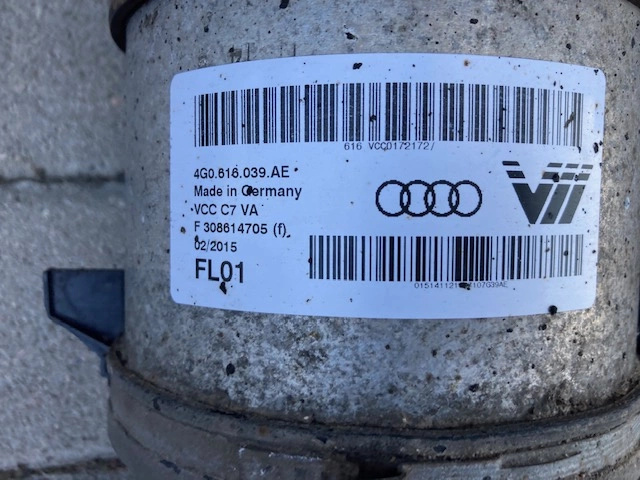 616 VCC0172172/
4G0.616.039.AE
Made in Germany
VCC C7 VA
F 308614705 (f)
02/2015
FL01